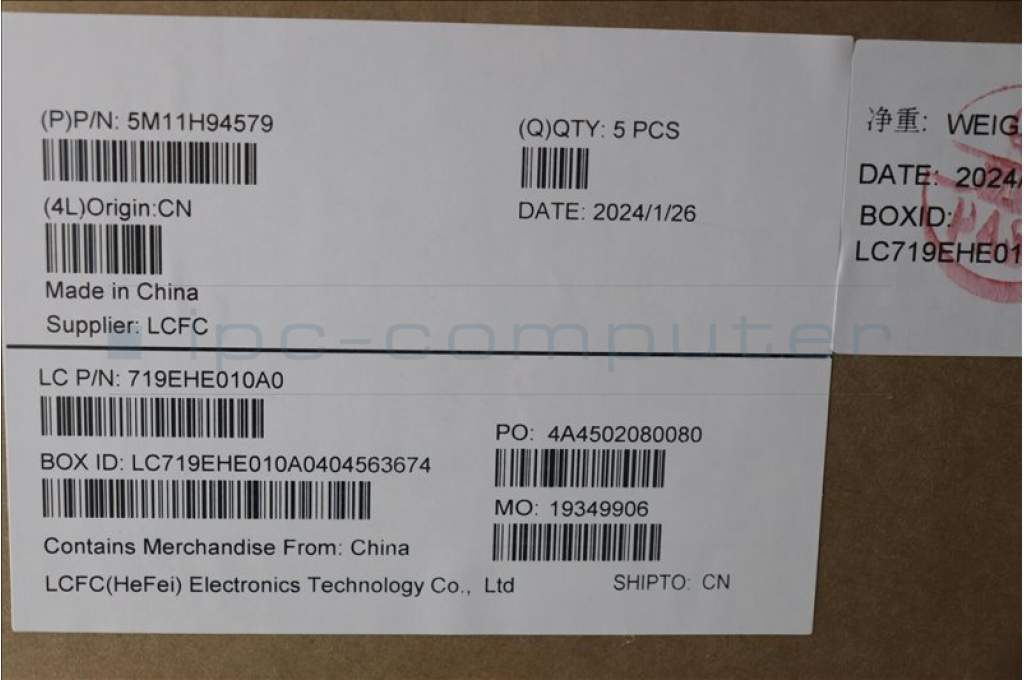 (P)P/N: 5M11H94579
(4L)Origin:CN
Made in China
Supplier: LCFC
(Q)QTY: 5 PCS
DATE: 2024/1/26
LC P/N: 719EHE010A0
BOX ID: LC719EHE010A0404563674
Contains Merchandise From: China
LCFC(HeFei) Electronics Technology Co., Ltd
PO: 4A4502080080
MO: 19349906
SHIPTO: CN
净重: WEIG
DATE: 2024/
BOXID:
LC719EHE01
ipc-computer